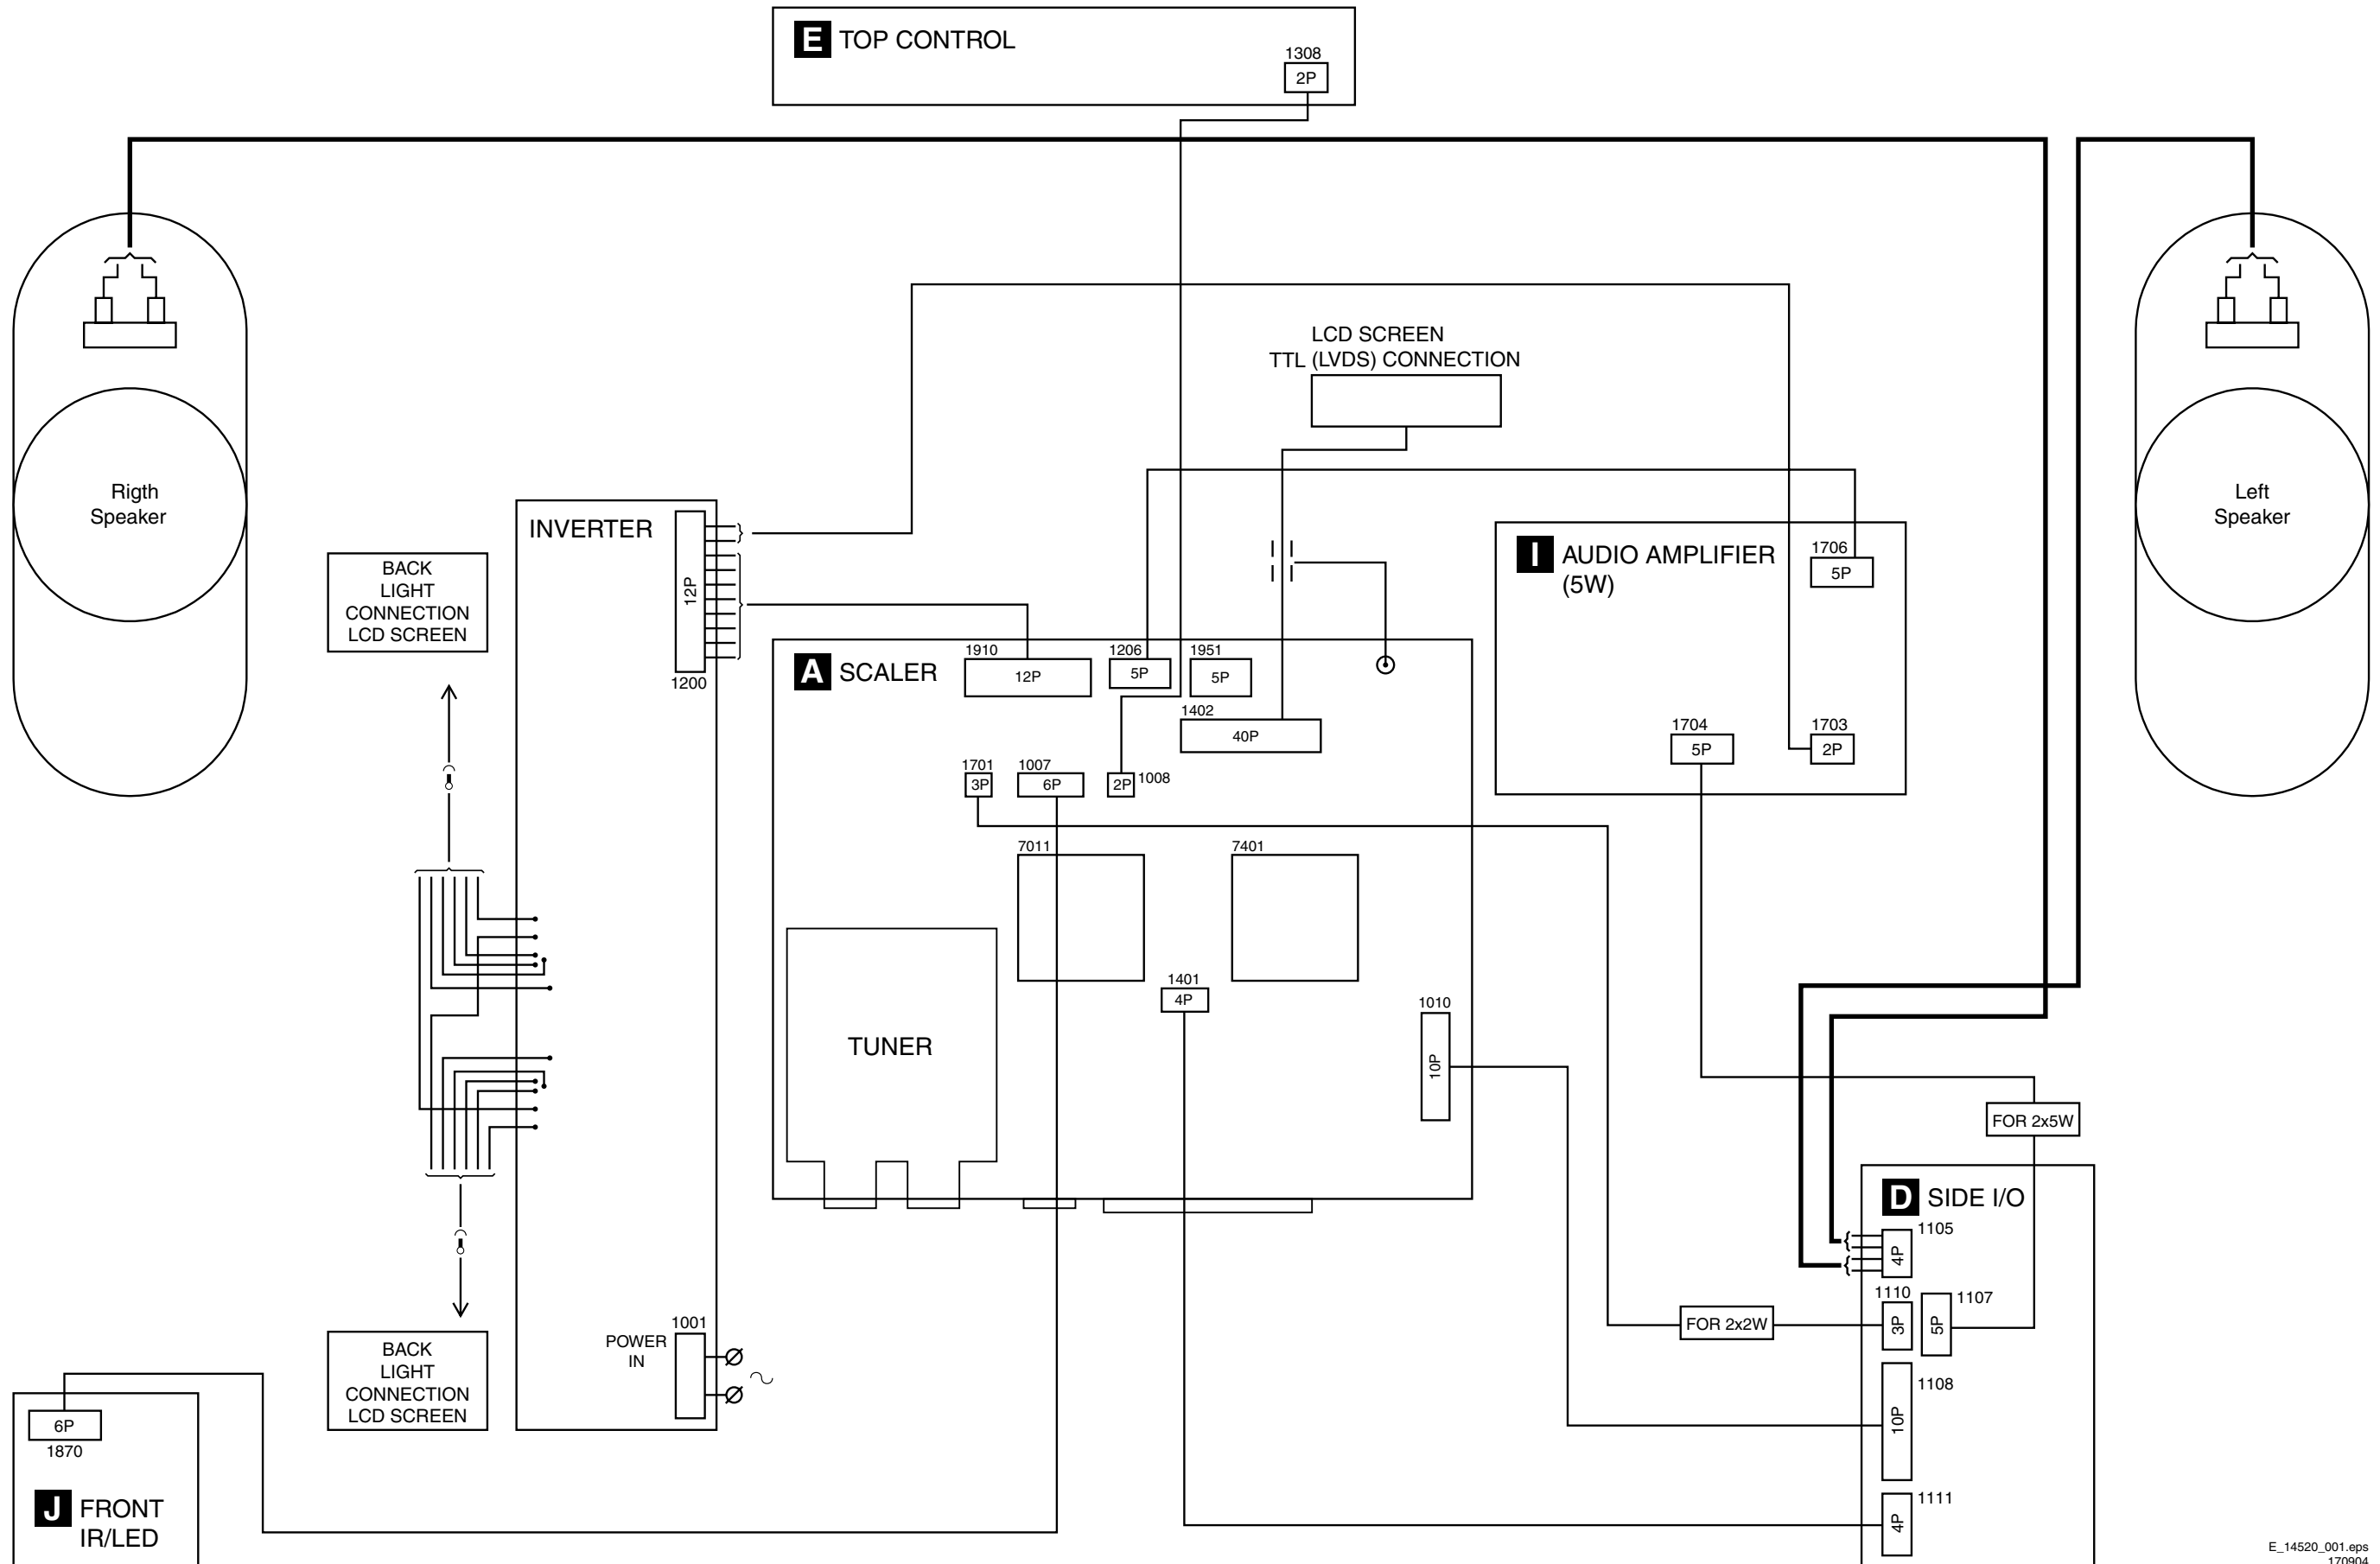 E TOP CONTROL
1308
2P
LCD SCREEN
TTL (LVDS) CONNECTION
Rigth
Speaker
Left
Speaker
INVERTER
12P
1200
BACK
LIGHT
CONNECTION
LCD SCREEN
I AUDIO AMPLIFIER
(5W)
1706
5P
1704
5P
1703
2P
A SCALER
1910
12P
1206
5P
1951
5P
1402
40P
1701
3P
1007
6P
2P
1008
7011
7401
TUNER
1401
4P
1010
10P
FOR 2x5W
D SIDE I/O
1105
4P
1110
3P
1107
5P
FOR 2x2W
1108
10P
1111
4P
POWER
IN
1001
BACK
LIGHT
CONNECTION
LCD SCREEN
6P
1870
J FRONT
IR/LED
E_14520_001.eps
170904